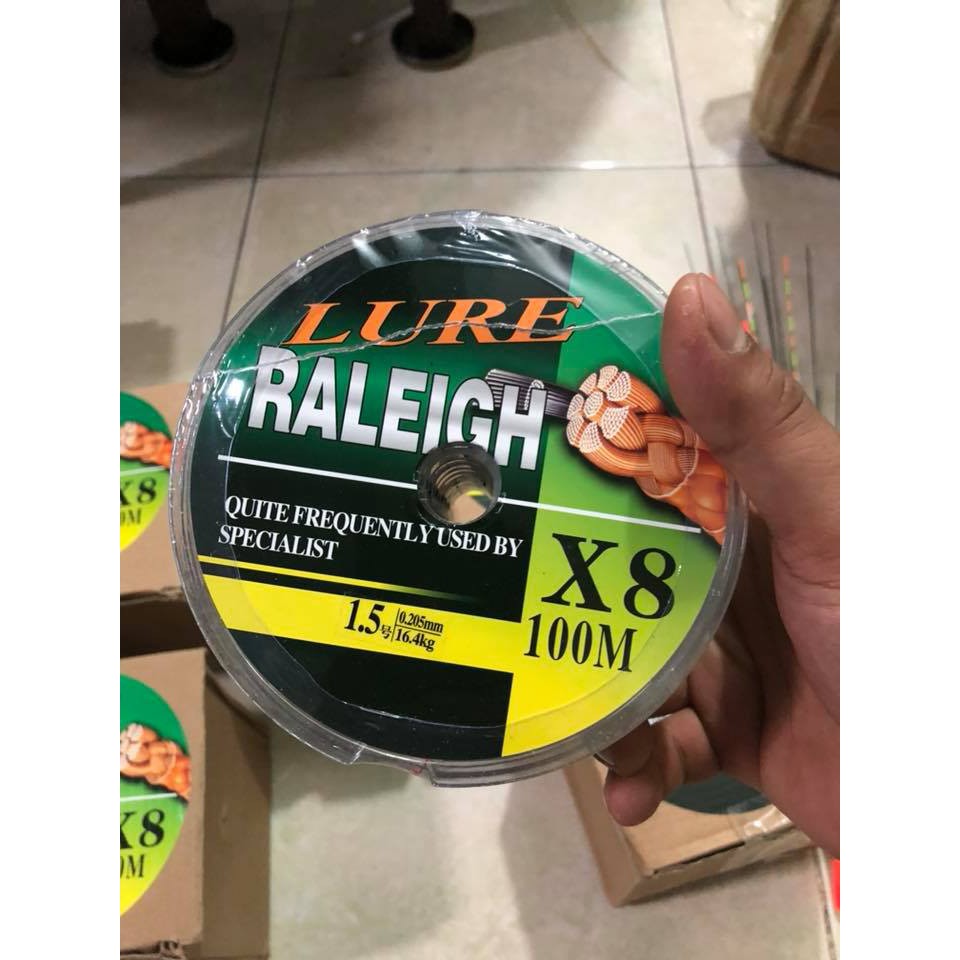 LURE
RALEIGH
QUITE FREQUENTLY USED BY
SPECIALIST
1.5号 0.205mm
16.4kg
X8
100M
X8
X8